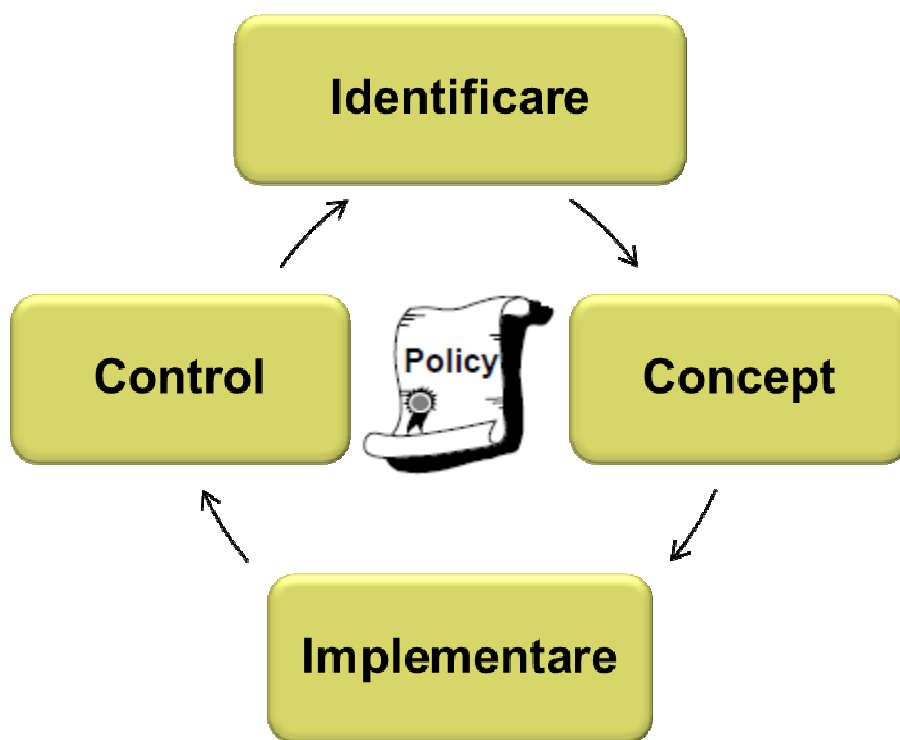 Identificare
Control
Policy
Concept
Implementare